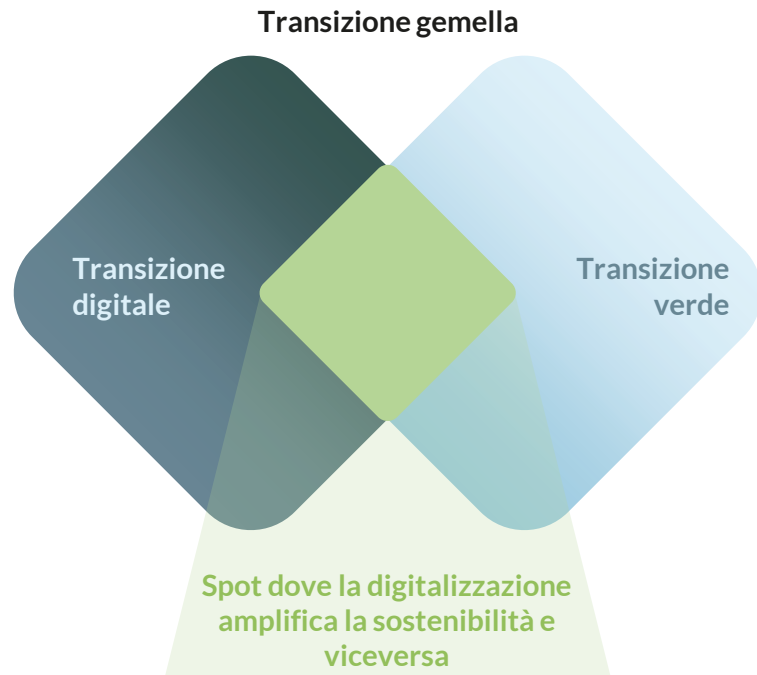 Transizione gemella
Transizione
digitale
Transizione
verde
Spot dove la digitalizzazione
amplifica la sostenibilità e
viceversa